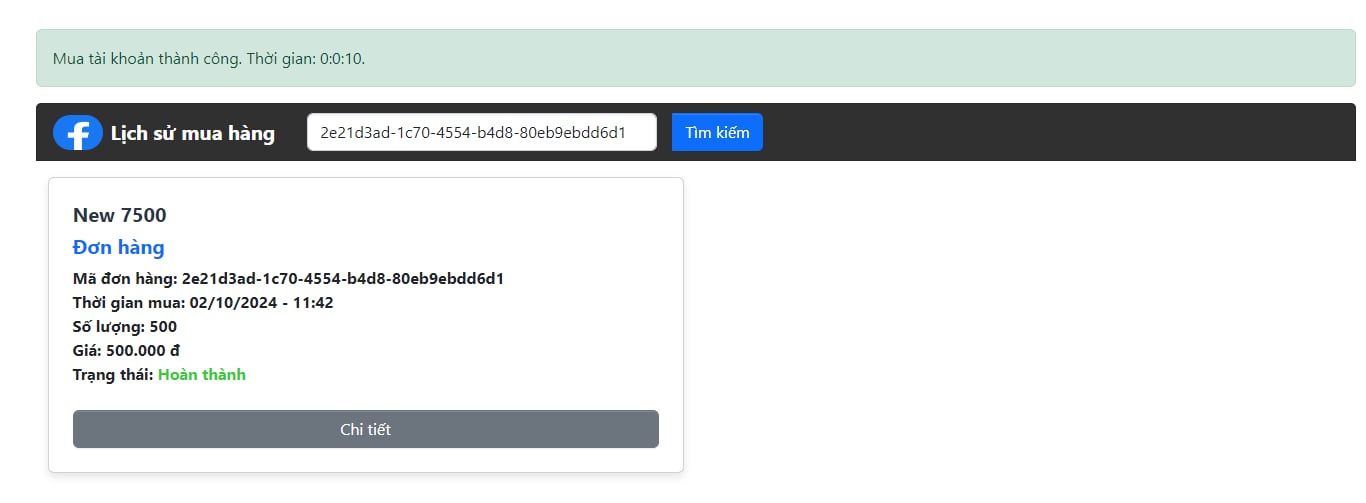 Mua tài khoản thành công. Thời gian: 0:0:10.
Lịch sử mua hàng 2e21d3ad-1c70-4554-b4d8-80eb9ebdd6d1 Tìm kiếm
New 7500
Đơn hàng
Mã đơn hàng: 2e21d3ad-1c70-4554-b4d8-80eb9ebdd6d1
Thời gian mua: 02/10/2024 - 11:42
Số lượng: 500
Giá: 500.000 đ
Trạng thái: Hoàn thành
Chi tiết